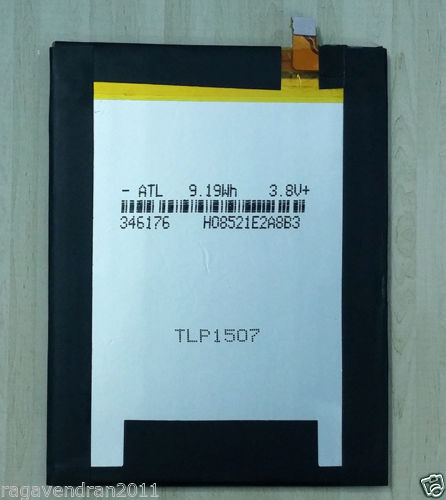 - ATL 9.19Wh 3.8V+
346176 H08521E2A8B3
TLP1507
ragavendran2011